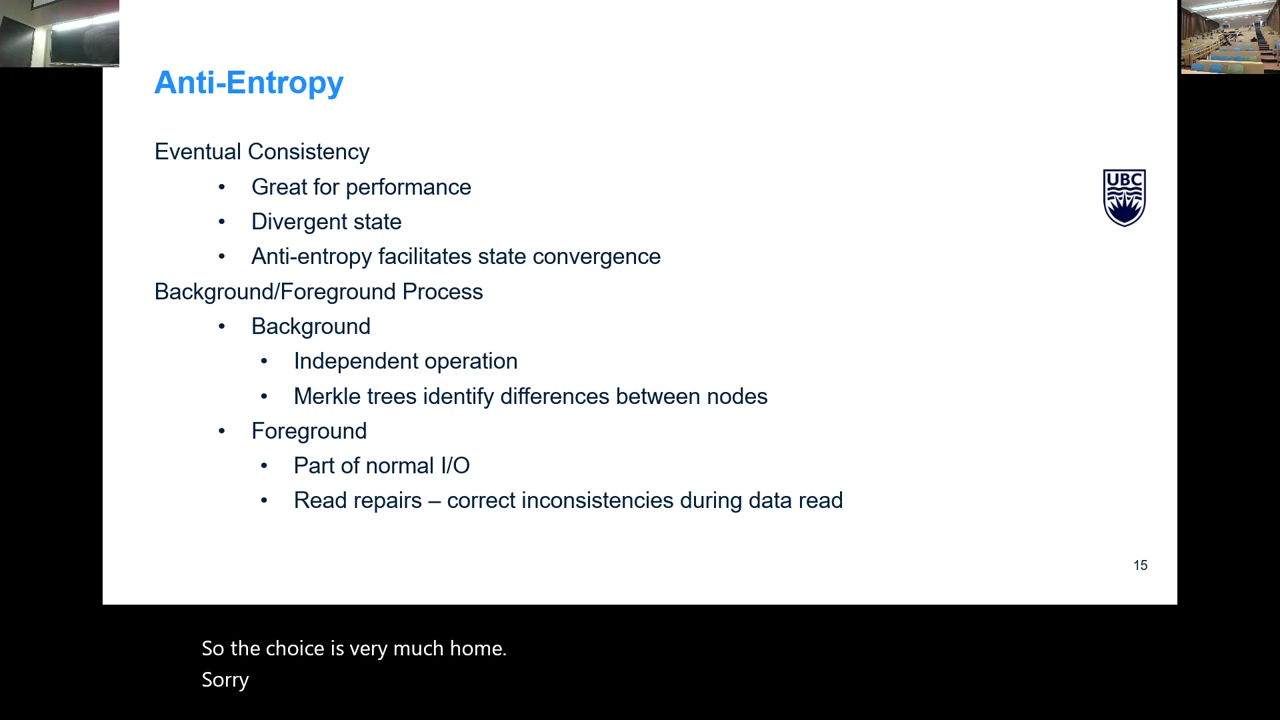 Anti-Entropy
Eventual Consistency
• Great for performance
• Divergent state
• Anti-entropy facilitates state convergence
UBC
Background/Foreground Process
• Background
• Independent operation
• Merkle trees identify differences between nodes
• Foreground
• Part of normal I/O
• Read repairs – correct inconsistencies during data read
15
So the choice is very much home.
Sorry